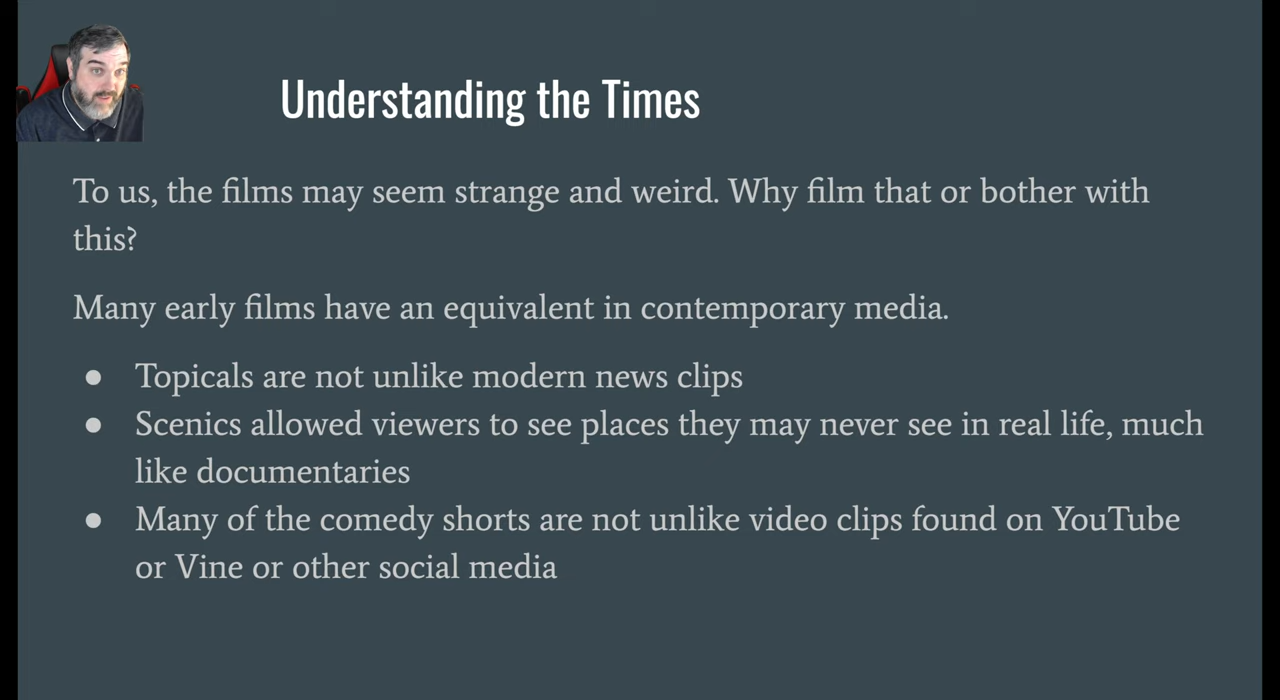 Understanding the Times
To us, the films may seem strange and weird. Why film that or bother with
this?
Many early films have an equivalent in contemporary media.
● Topicals are not unlike modern news clips
● Scenics allowed viewers to see places they may never see in real life, much
like documentaries
● Many of the comedy shorts are not unlike video clips found on YouTube
or Vine or other social media